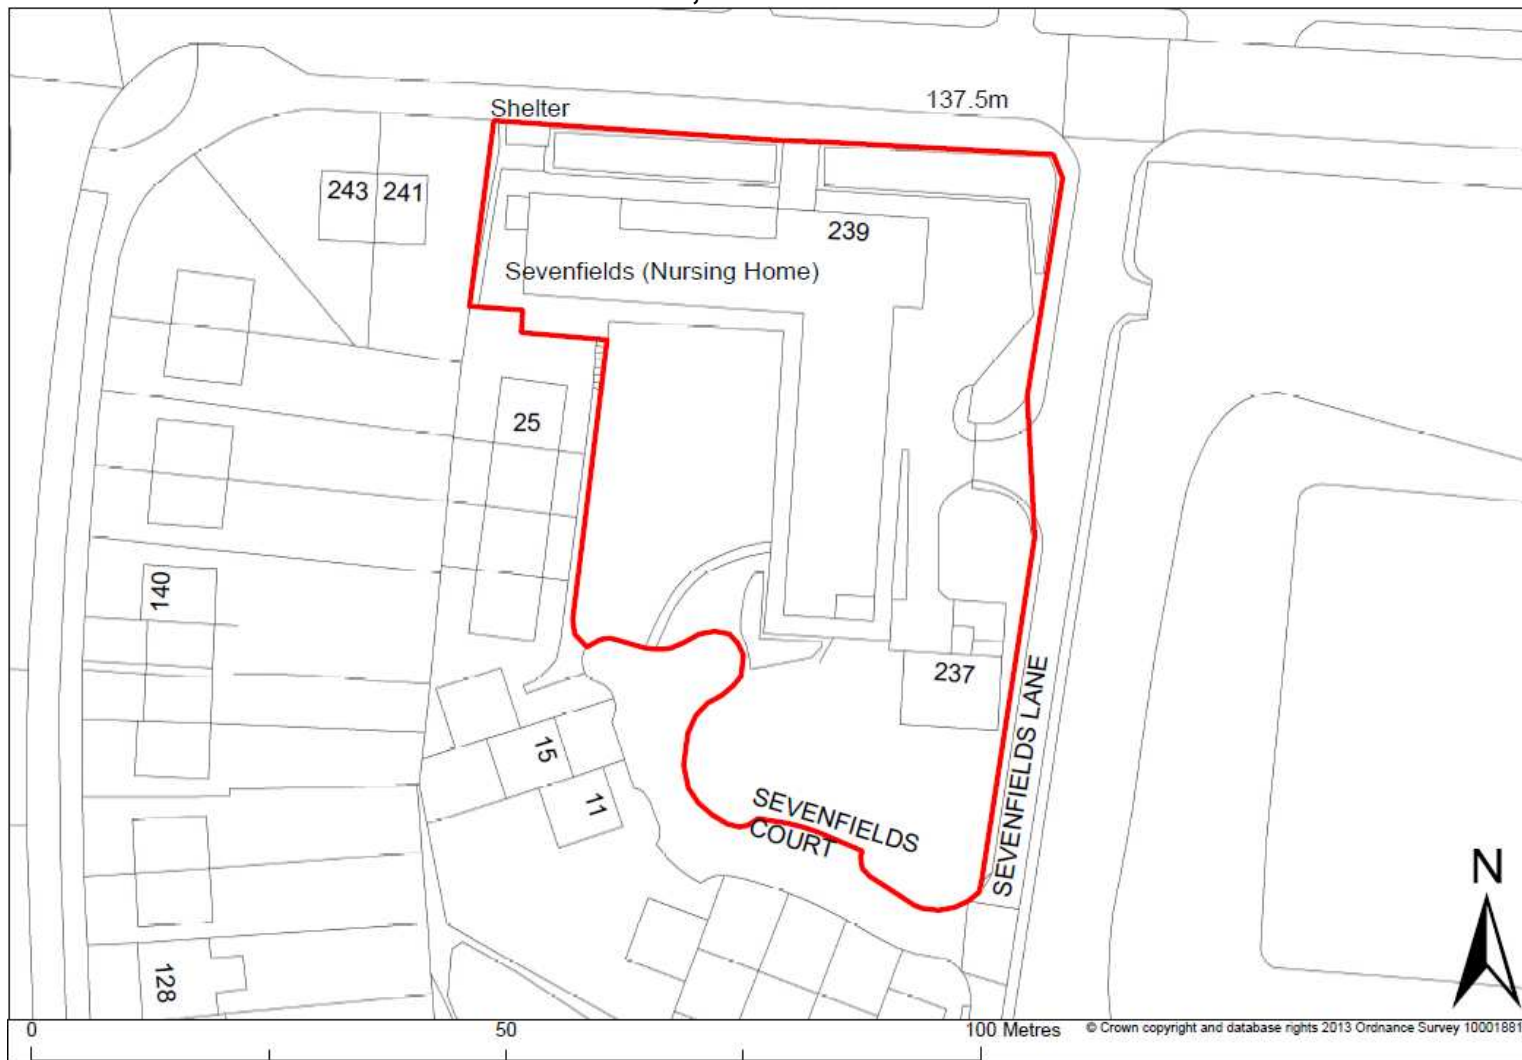 Shelter
137.5m
243 241
239
Sevenfields (Nursing Home)
25
140
237
15
11
SEVENFIELDS
COURT
SEVENFIELDS LANE
128
N
0 50 100 Metres © Crown copyright and database rights 2013 Ordnance Survey 10001881